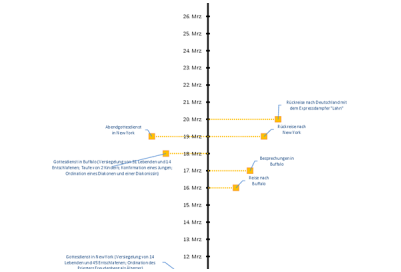 26 Mrz
25 Mrz
24 Mrz
23 Mrz
22 Mrz
21 Mrz
Rückreise nach Deutschland mit
dem Expressdampfer "Lahn"
20 Mrz
Abendgottesdienst
in New York
Rückreise nach
New York
19 Mrz
18 Mrz
Gottesdienst in Buffalo | Versiegelung von 41 Lebenden und 14
Entschlafenen; Taufe von 2 Kindern; Konfirmation eines Jungen;
Ordination eines Diakonen und einer Diakonisse
Besprechungen in
Buffalo
17 Mrz
Reise nach
Buffalo
16 Mrz
15 Mrz
14 Mrz
13 Mrz
12 Mrz
Gottesdienst in New York | Versiegelung von 14
Lebenden und 49 Entschlafenen; Ordination des